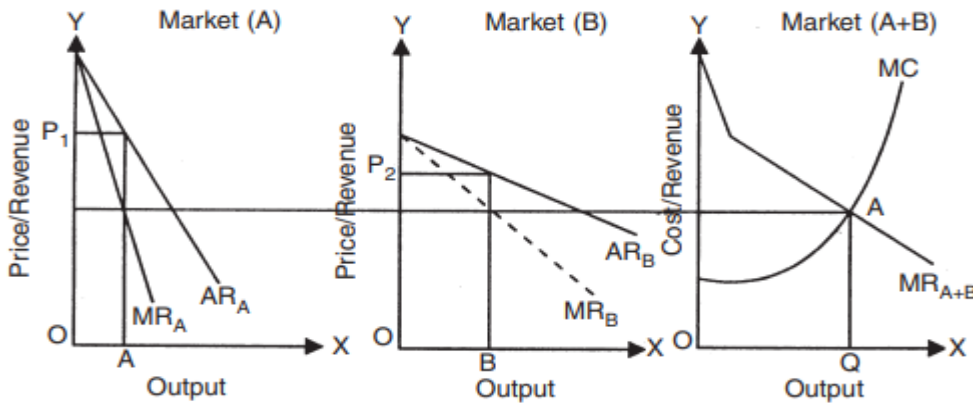 Y Market (A)
Price/Revenue
P1
MRA
ARA
O
A
X
Output
Y Market (B)
Price/Revenue
P2
ARB
MRB
O
B
X
Output
Y Market (A+B)
Cost/Revenue
MC
A
MRA+B
O
Q
X
Output